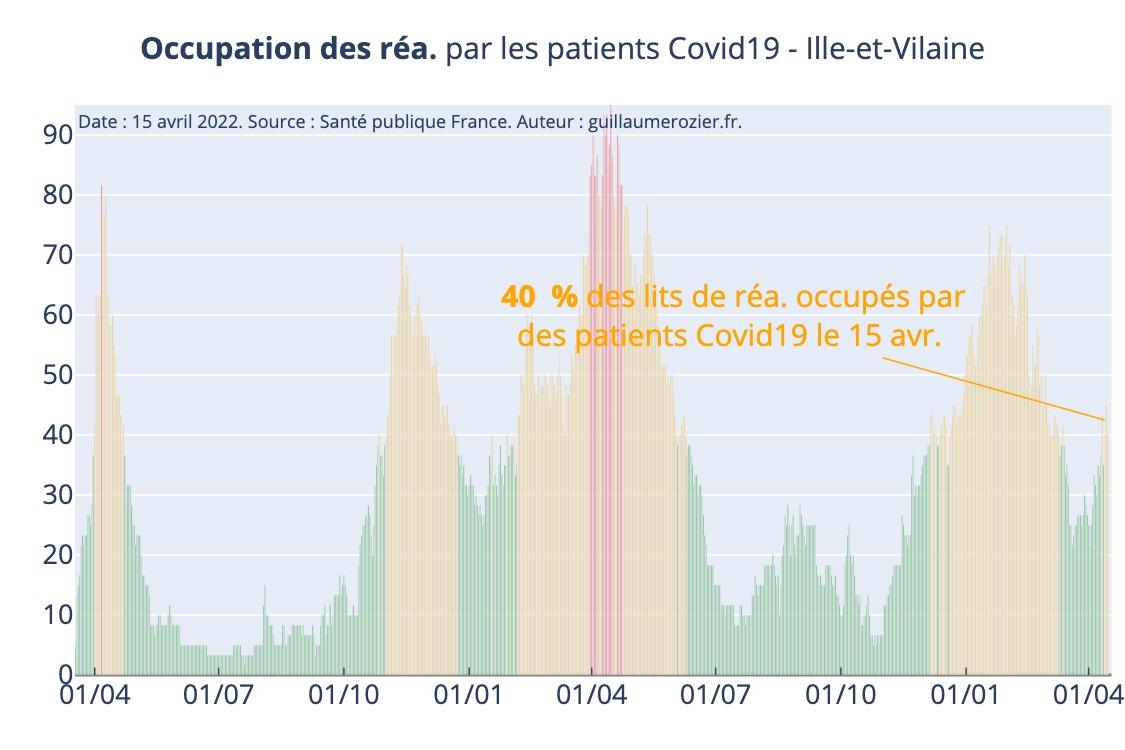 Occupation des réa. par les patients Covid19 - Ille-et-Vilaine
Date : 15 avril 2022. Source : Santé publique France. Auteur : guillaumerozier.fr.
90
80
70
60
50
40
30
20
10
0
40 % des lits de réa. occupés par
des patients Covid19 le 15 avr.
01/04 01/07 01/10 01/01 01/04 01/07 01/10 01/01 01/04